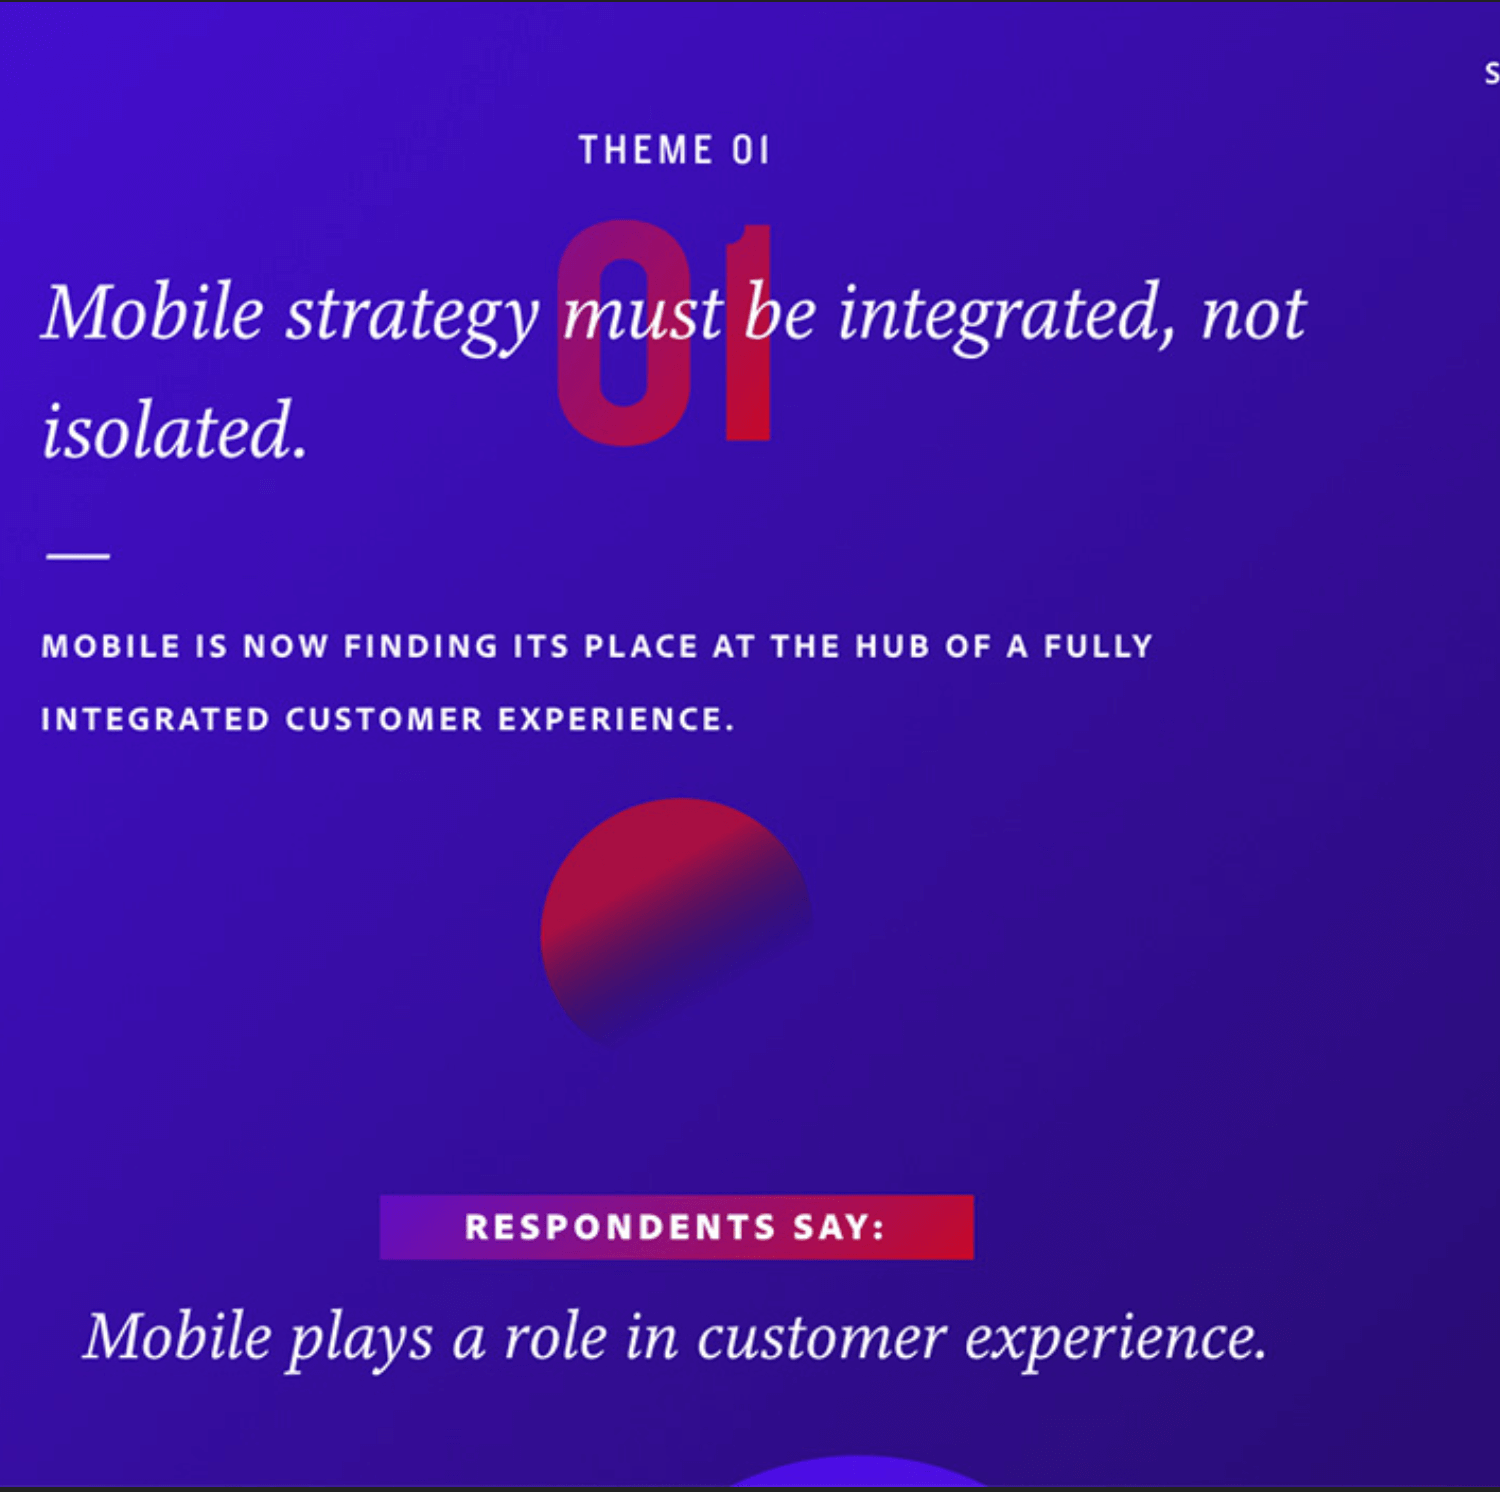 THEME 01
01
Mobile strategy must be integrated, not
isolated.
MOBILE IS NOW FINDING ITS PLACE AT THE HUB OF A FULLY
INTEGRATED CUSTOMER EXPERIENCE.
RESPONDENTS SAY:
Mobile plays a role in customer experience.